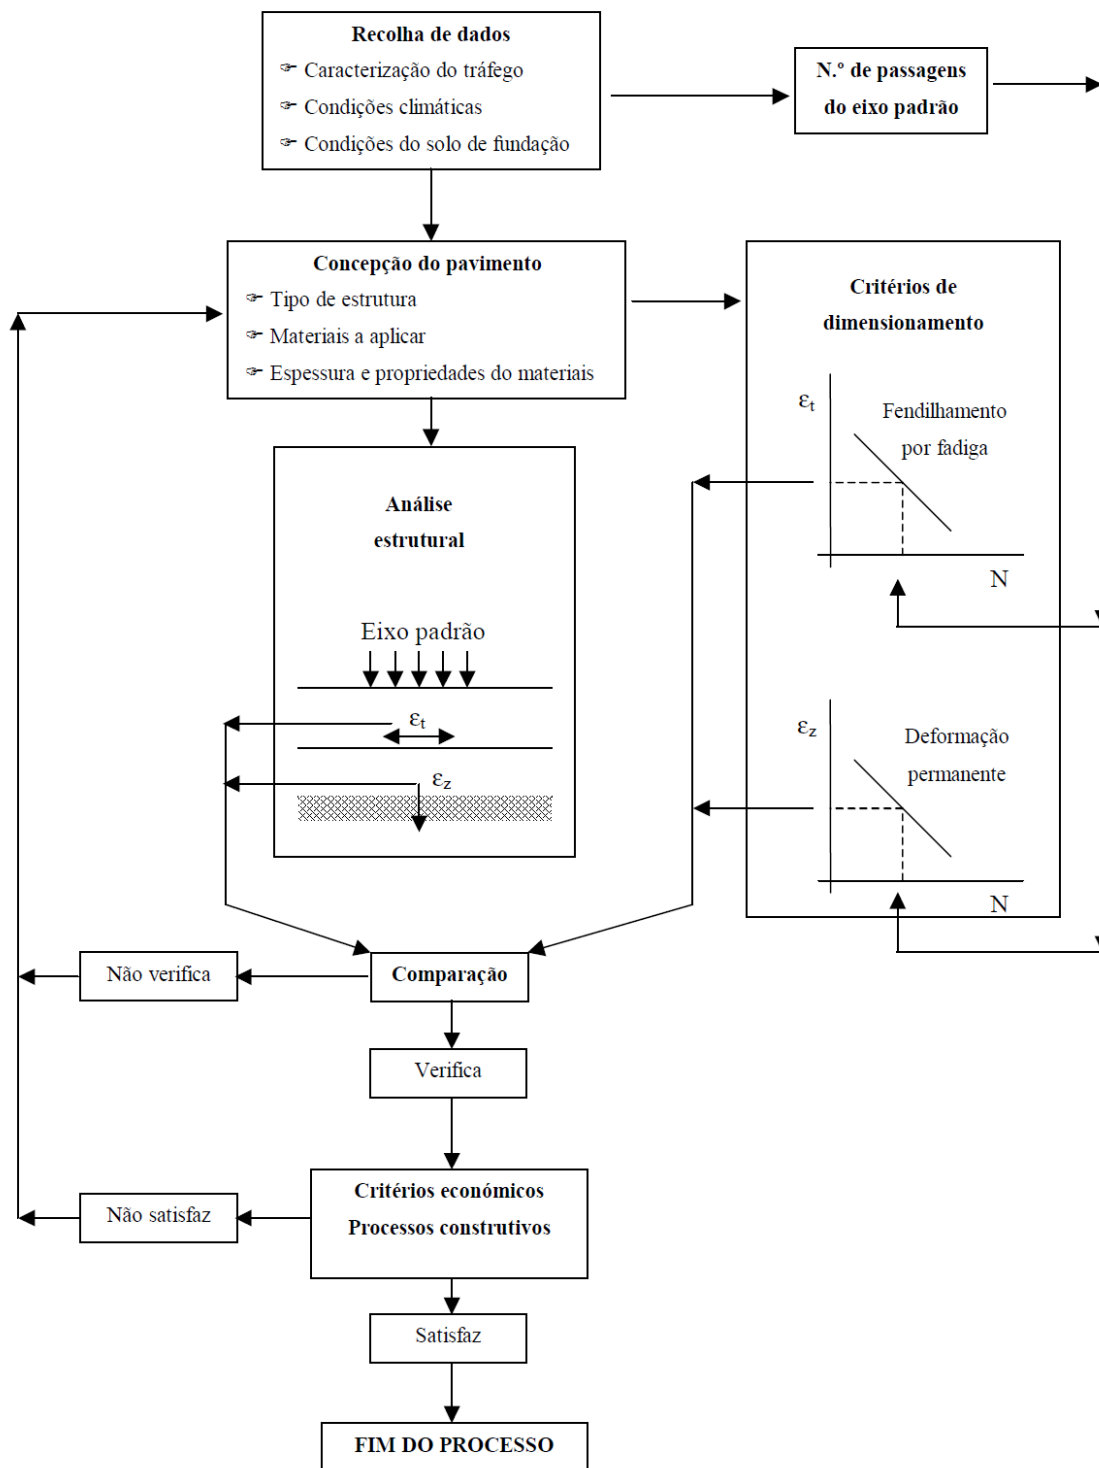 Recolha de dados
☞ Caracterização do tráfego
☞ Condições climáticas
☞ Condições do solo de fundação
N.º de passagens
do eixo padrão
Concepção do pavimento
☞ Tipo de estrutura
☞ Materiais a aplicar
☞ Espessura e propriedades do materiais
Critérios de
dimensionamento
εt
Fendilhamento
por fadiga
N
εz
Deformação
permanente
N
Análise
estrutural
Eixo padrão
εt
εz
Não verifica
Comparação
Verifica
Não satisfaz
Critérios económicos
Processos construtivos
Satisfaz
FIM DO PROCESSO